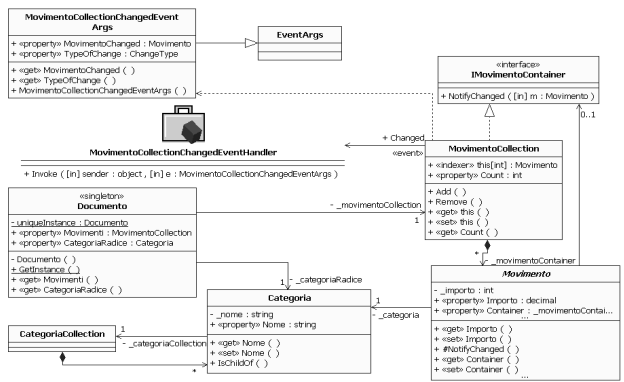 MovimentoCollectionChangedEvent
Args
+ «property» MovimentoChanged : Movimento
+ «property» TypeOfChange : ChangeType
+ «get» MovimentoChanged ( )
+ «get» TypeOfChange ( )
+ MovimentoCollectionChangedEventArgs ( )
EventArgs
«interface»
IMovimentoContainer
+ NotifyChanged ( [in] m : Movimento )
0..1
MovimentoCollectionChangedEventHandler
+ Invoke ( [in] sender : object , [in] e : MovimentoCollectionChangedEventArgs )
+ Changed
«event»
MovimentoCollection
+ «indexer» this[int] : Movimento
+ «property» Count : int
+ Add ( )
+ Remove ( )
+ «get» this ( )
+ «set» this ( )
+ «get» Count ( )
«singleton»
Documento
- uniqueInstance : Documento
+ «property» Movimenti : MovimentoCollection
+ «property» CategoriaRadice : Categoria
- Documento ( )
+ GetInstance ( )
+ «get» Movimenti ( )
+ «get» CategoriaRadice ( )
- _movimentoCollection
1
*
- _movimentoContainer
1
- _categoriaRadice
Movimento
- _importo : int
+ «property» Importo : decimal
+ «property» Container : _movimentoContai...
+ «get» Importo ( )
+ «set» Importo ( )
+ #NotifyChanged ( )
+ «get» Container ( )
+ «set» Container ( )
...
Categoria
- _nome : string
+ «property» Nome : string
+ «get» Nome ( )
+ «set» Nome ( )
+ IsChildOf ( )
1
- _categoria
CategoriaCollection
1
- _categoriaCollection
*